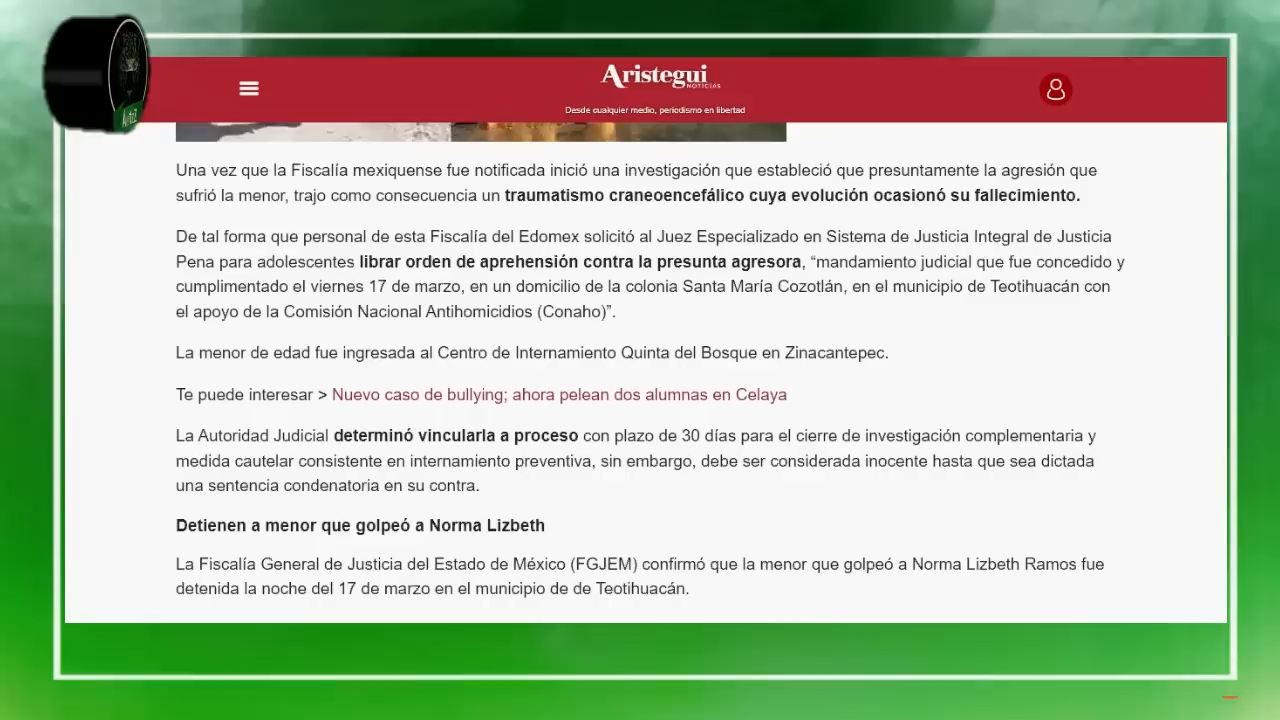 Aristegui
NOTICIAS
Desde cualquier medio, periodismo en libertad
Una vez que la Fiscalía mexiquense fue notificada inició una investigación que estableció que presuntamente la agresión que
sufrió la menor, trajo como consecuencia un traumatismo craneoencefálico cuya evolución ocasionó su fallecimiento.
De tal forma que personal de esta Fiscalía del Edomex solicitó al Juez Especializado en Sistema de Justicia Integral de Justicia
Pena para adolescentes librar orden de aprehensión contra la presunta agresora, “mandamiento judicial que fue concedido y
cumplimentado el viernes 17 de marzo, en un domicilio de la colonia Santa María Cozotlán, en el municipio de Teotihuacán con
el apoyo de la Comisión Nacional Antihomicidios (Conaho)”.
La menor de edad fue ingresada al Centro de Internamiento Quinta del Bosque en Zinacantepec.
Te puede interesar > Nuevo caso de bullying; ahora pelean dos alumnas en Celaya
La Autoridad Judicial determinó vincularla a proceso con plazo de 30 días para el cierre de investigación complementaria y
medida cautelar consistente en internamiento preventiva, sin embargo, debe ser considerada inocente hasta que sea dictada
una sentencia condenatoria en su contra.
Detienen a menor que golpeó a Norma Lizbeth
La Fiscalía General de Justicia del Estado de México (FGJEM) confirmó que la menor que golpeó a Norma Lizbeth Ramos fue
detenida la noche del 17 de marzo en el municipio de de Teotihuacán.